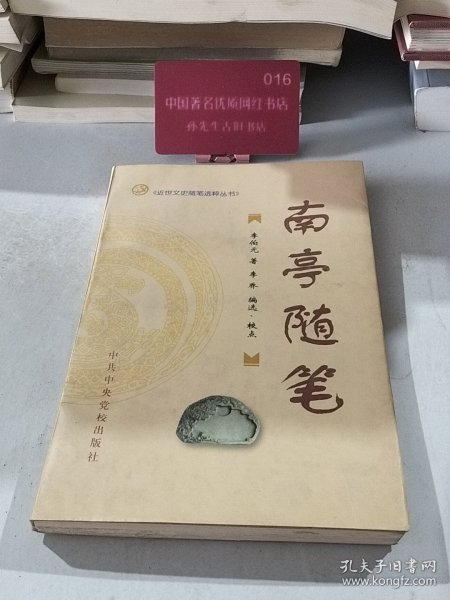 016
中国著名优质网红书店
孙先生古旧书店
《近世文史随笔选粹丛书》
南亭随笔
李伯元 著 李乔 编选·校点
中共中央党校出版社
孔夫子旧书网
www.kongfz.com